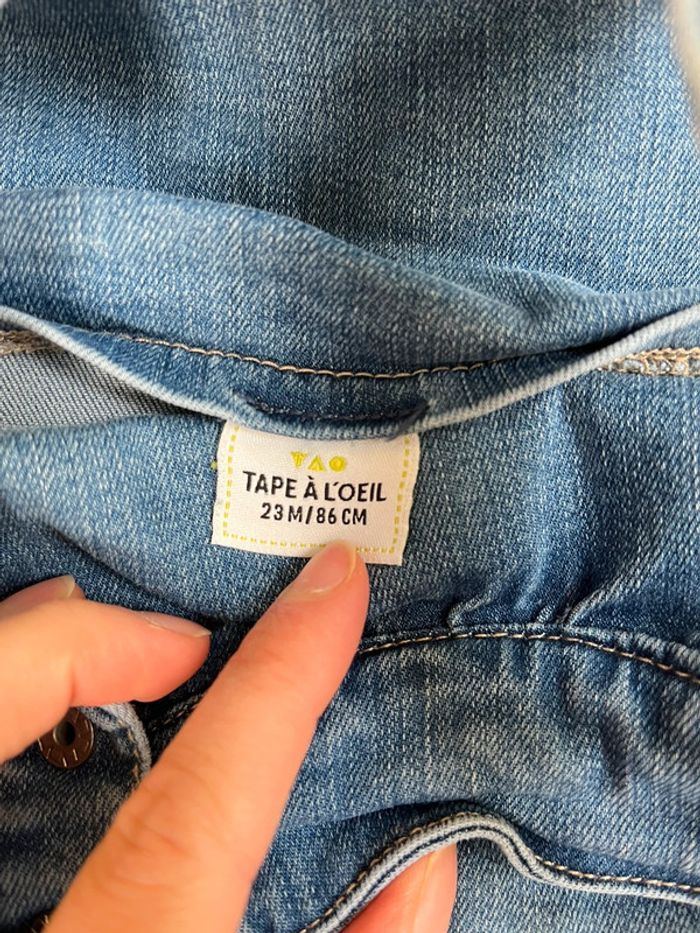 TAO
TAPE À L'OEIL
23 M/86 CM